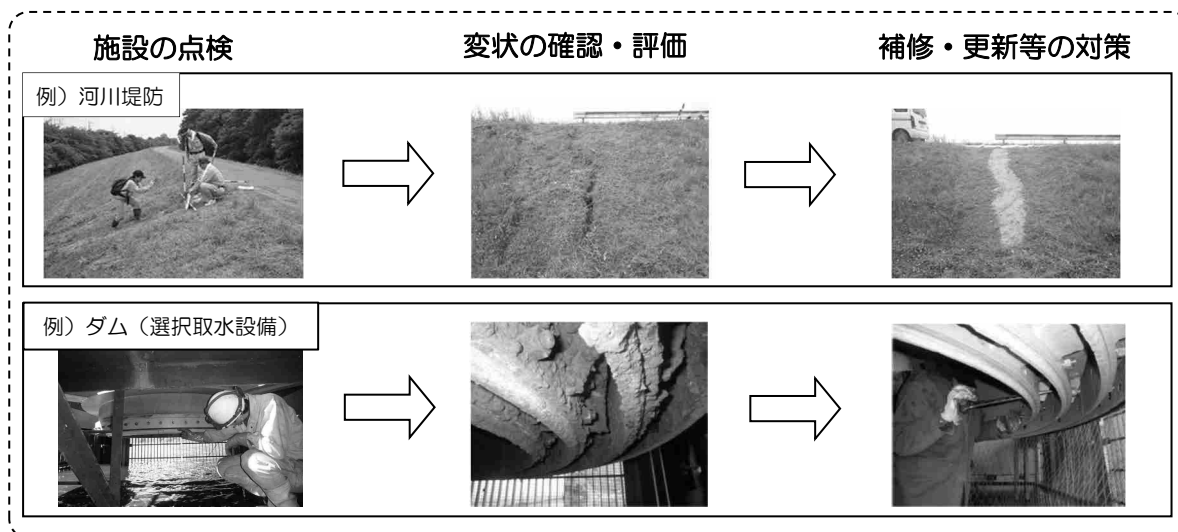 施設の点検
変状の確認・評価
補修・更新等の対策
例）河川堤防
例）ダム（選択取水設備）